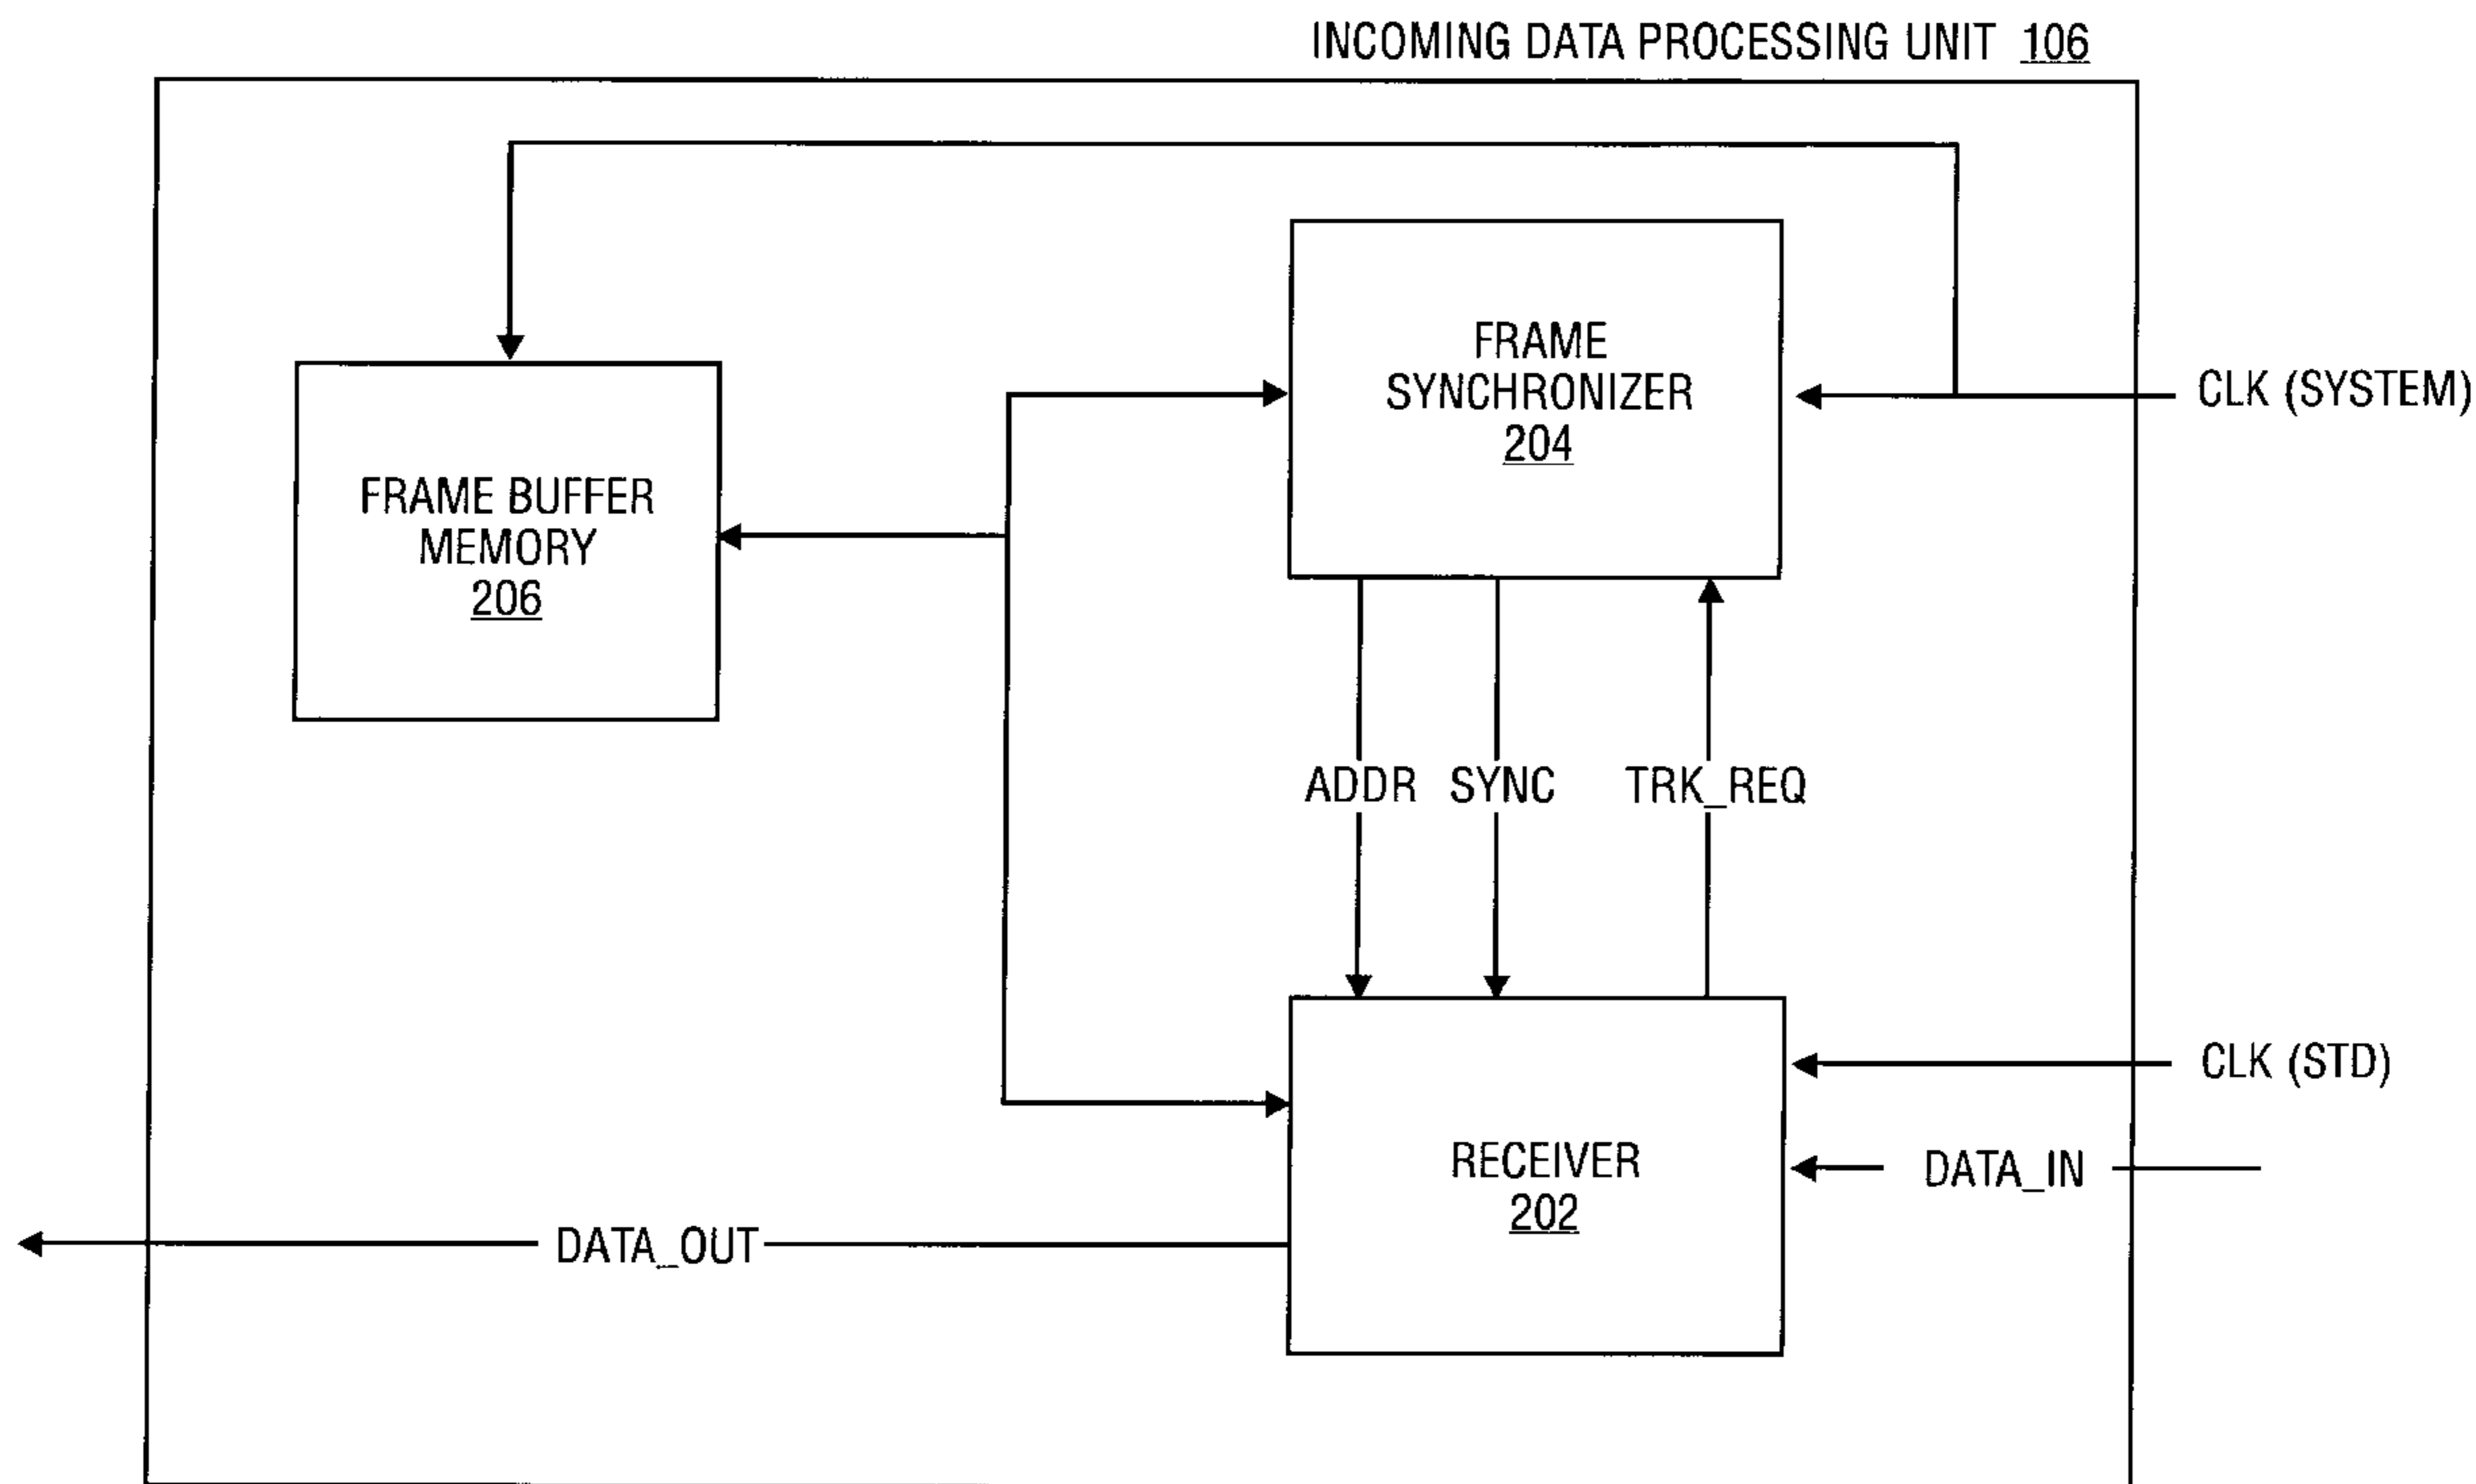 INCOMING DATA PROCESSING UNIT 106
FRAME
SYNCHRONIZER
204
CLK (SYSTEM)
FRAME BUFFER
MEMORY
206
ADDR SYNC TRK_REQ
CLK (STD)
RECEIVER
202
DATA_IN
DATA_OUT